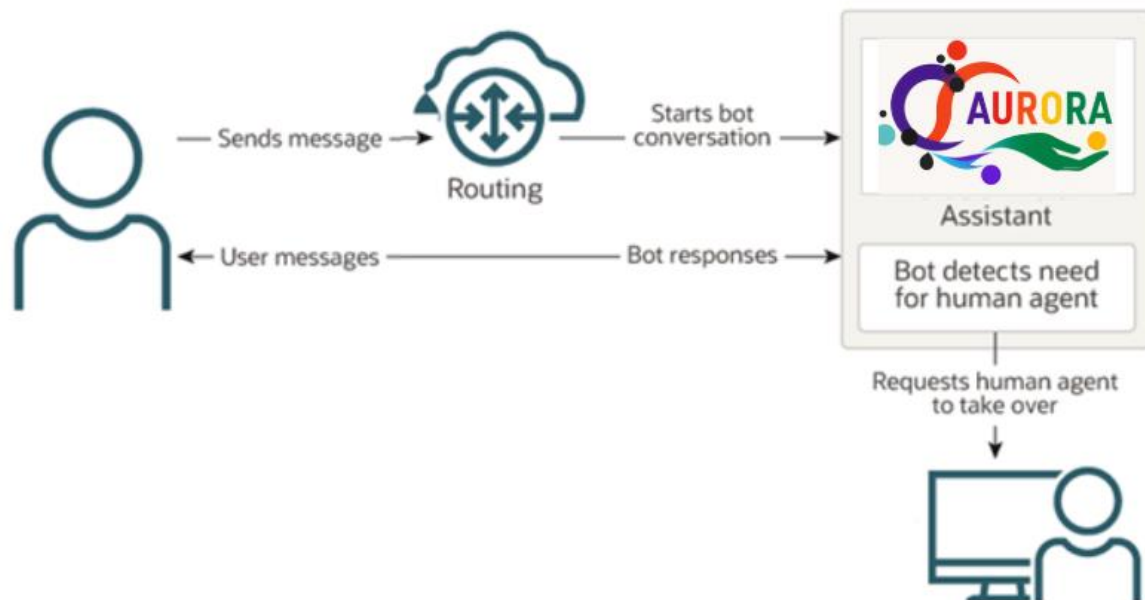 Sends message
Routing
Starts bot
conversation
AURORA
Assistant
User messages
Bot responses
Bot detects need
for human agent
Requests human agent
to take over